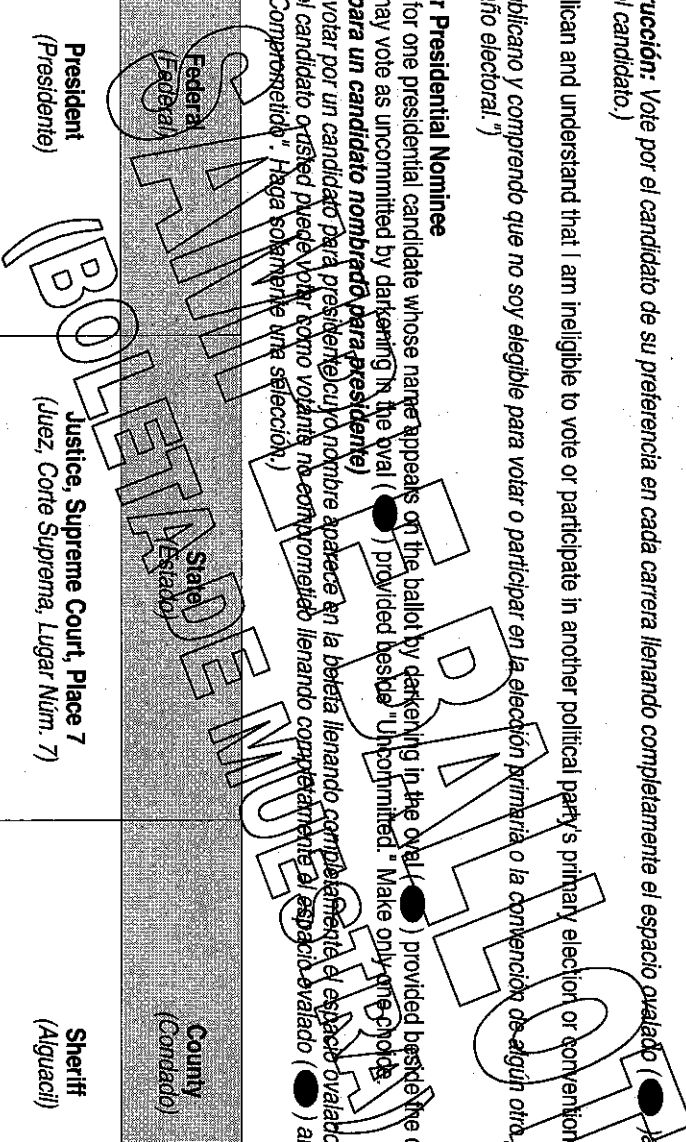 rucción: Vote por el candidato de su preferencia en cada carrera llenando completamente el espacio ovalado ( )
el candidato.)
lican and understand that I am ineligible to vote or participate in another political party's primary election or convention
blicano y comprendo que no soy elegible para votar o participar en la elección primaria o la convención de algún otro
año electoral.")
r Presidential Nominee
for one presidential candidate whose name appears on the ballot by darkening in the oval ( ) provided beside the
may vote as uncommitted by darkening in the oval ( ) provided beside "Uncommitted." Make only one choice.
para un candidato nombrado para presidente)
votar por un candidato para presidente cuyo nombre aparece en la boleta llenando completamente el espacio ovalado
el candidato o usted puede votar como votante no comprometido llenando completamente el espacio ovalado ( )
Comprometido". Haga solamente una selección.)
SAMPLE BALLOT
(BOLETA DE MUESTRA)
Federal State County
(Federal) (Estado) (Condado)
President
(Presidente)
Justice, Supreme Court, Place 7
(Juez, Corte Suprema, Lugar Núm. 7)
Sheriff
(Alguacil)